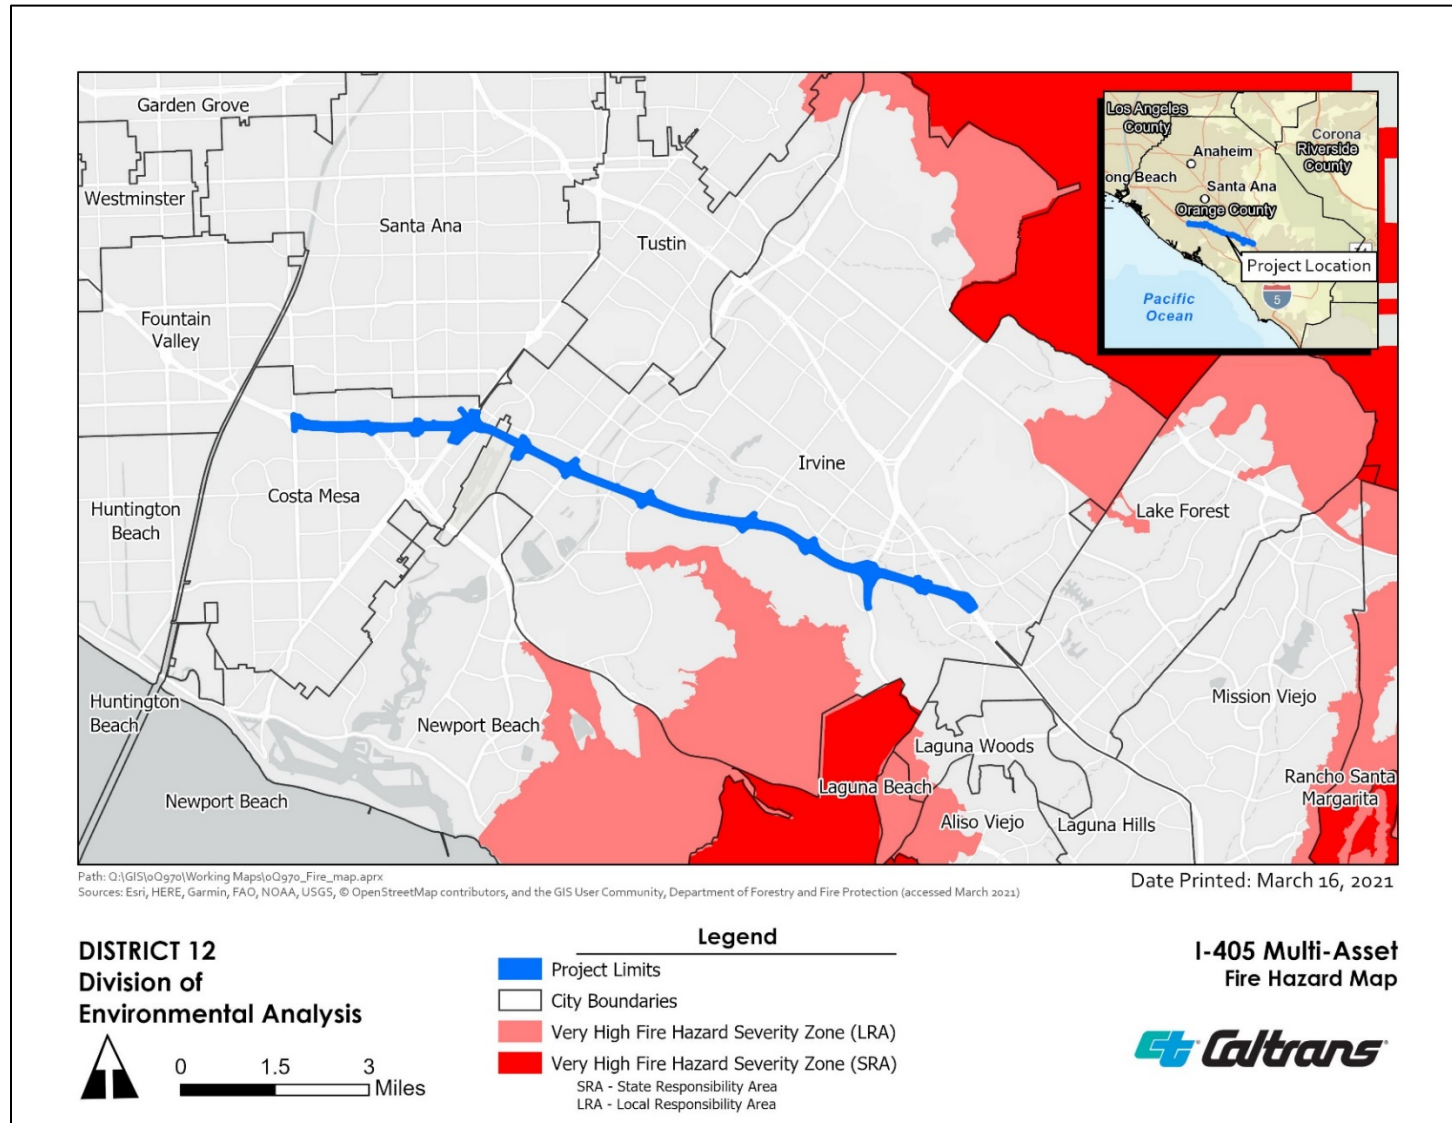 Garden Grove
Westminster
Santa Ana
Tustin
Fountain
Valley
Costa Mesa
Irvine
Huntington
Beach
Lake Forest
Huntington
Beach
Newport Beach
Newport Beach
Mission Viejo
Laguna Woods
Laguna Beach
Aliso Viejo
Laguna Hills
Rancho Santa
Margarita
Los Angeles
County
Corona
Riverside
County
Anaheim
ong Beach
Santa Ana
Orange County
Project Location
Pacific
Ocean
5
Path: Q:\GIS\0Q970\Working Maps\0Q970_Fire_map.aprx
Sources: Esri, HERE, Garmin, FAO, NOAA, USGS, © OpenStreetMap contributors, and the GIS User Community, Department of Forestry and Fire Protection (accessed March 2021)
Date Printed: March 16, 2021
DISTRICT 12
Division of
Environmental Analysis
0 1.5 3
Miles
Legend
Project Limits
City Boundaries
Very High Fire Hazard Severity Zone (LRA)
Very High Fire Hazard Severity Zone (SRA)
SRA - State Responsibility Area
LRA - Local Responsibility Area
I-405 Multi-Asset
Fire Hazard Map
ct Caltrans